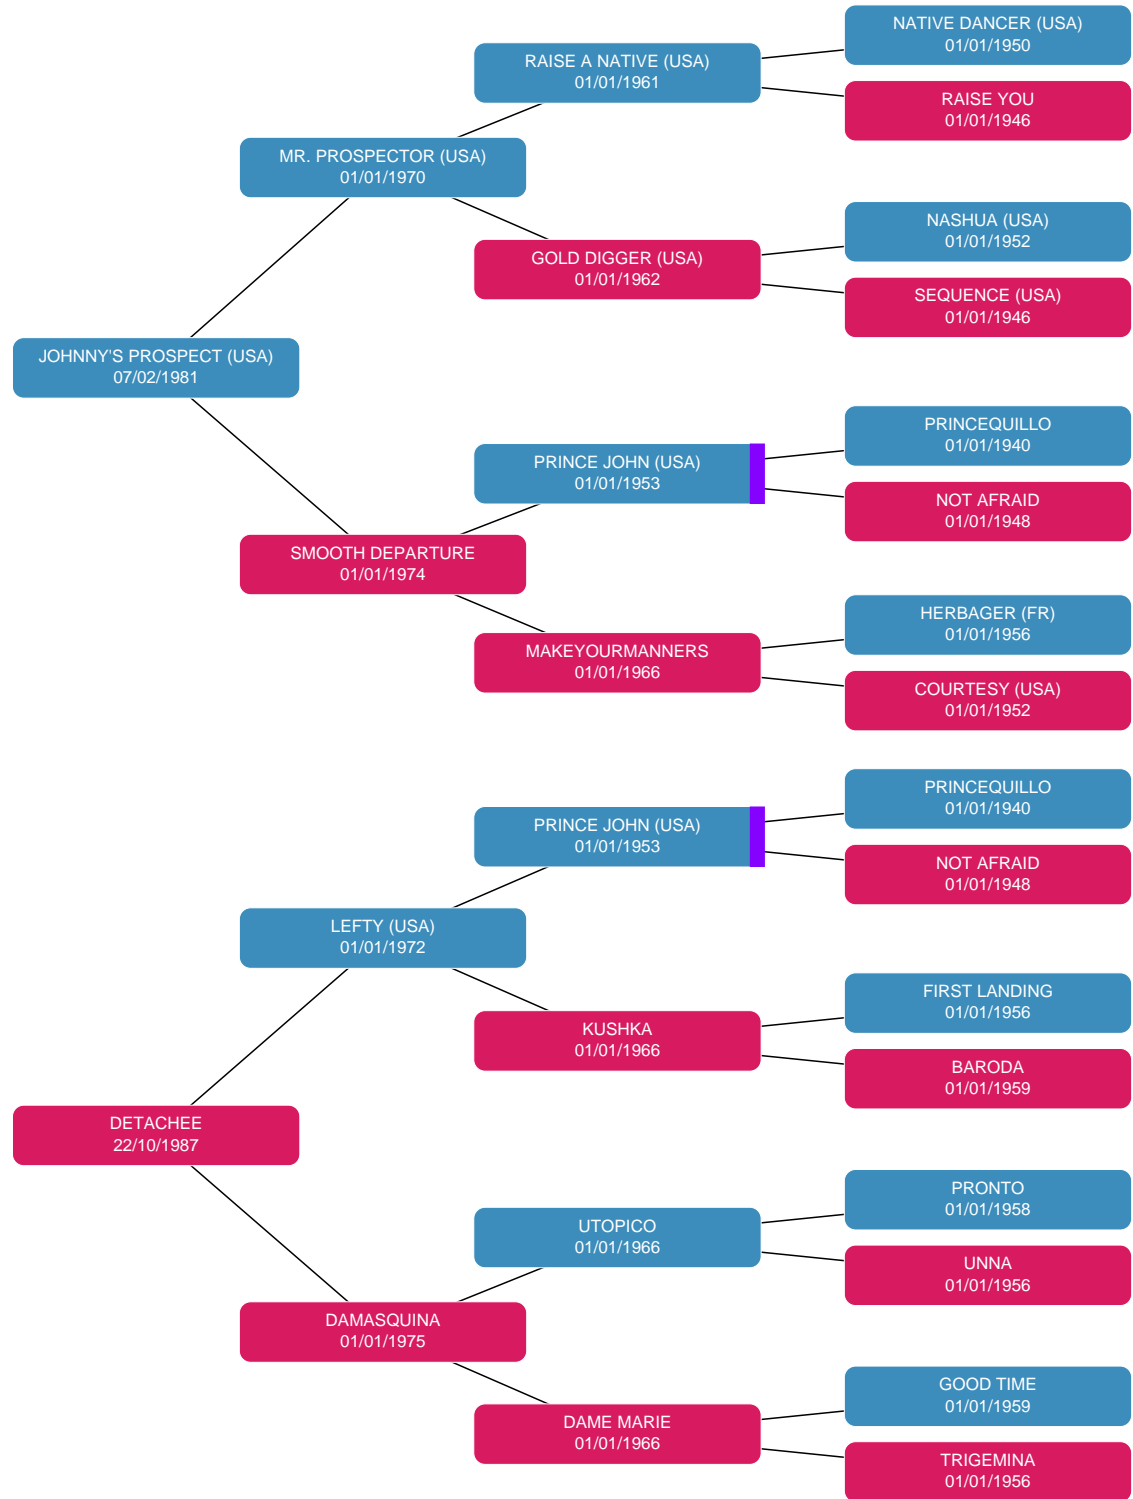 NATIVE DANCER (USA)
01/01/1950
RAISE A NATIVE (USA)
01/01/1961
RAISE YOU
01/01/1946
MR. PROSPECTOR (USA)
01/01/1970
NASHUA (USA)
01/01/1952
GOLD DIGGER (USA)
01/01/1962
SEQUENCE (USA)
01/01/1946
JOHNNY'S PROSPECT (USA)
07/02/1981
PRINCEQUILLO
01/01/1940
PRINCE JOHN (USA)
01/01/1953
NOT AFRAID
01/01/1948
SMOOTH DEPARTURE
01/01/1974
HERBAGER (FR)
01/01/1956
MAKEYOURMANNERS
01/01/1966
COURTESY (USA)
01/01/1952
PRINCEQUILLO
01/01/1940
PRINCE JOHN (USA)
01/01/1953
NOT AFRAID
01/01/1948
LEFTY (USA)
01/01/1972
FIRST LANDING
01/01/1956
KUSHKA
01/01/1966
BARODA
01/01/1959
DETACHEE
22/10/1987
PRONTO
01/01/1958
UTOPICO
01/01/1966
UNNA
01/01/1956
DAMASQUINA
01/01/1975
GOOD TIME
01/01/1959
DAME MARIE
01/01/1966
TRIGEMINA
01/01/1956